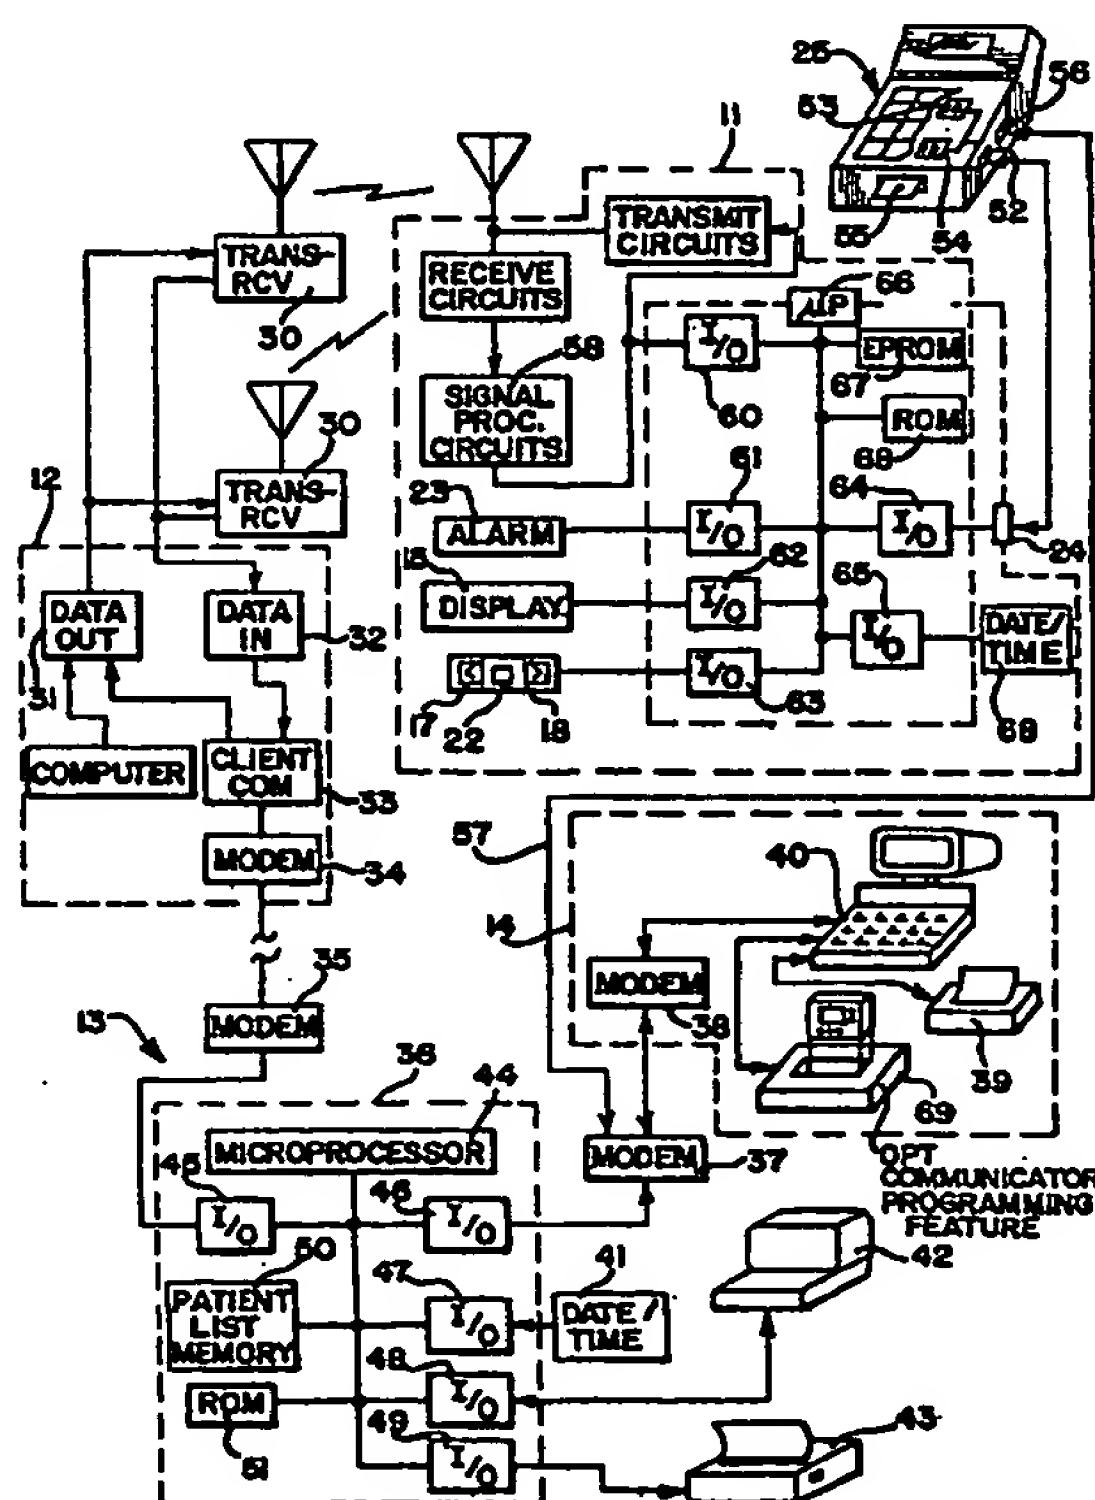 25
56
53
11
52
55
54
TRANSMIT
CIRCUITS
TRANS-
RCV
30
RECEIVE
CIRCUITS
66
μP
I/O
EPROM
67
58
60
SIGNAL
PROC.
CIRCUITS
ROM
68
30
TRANS-
RCV
12
23
ALARM
61
I/O
64
I/O
24
15
DISPLAY
62
I/O
65
I/O
DATE/
TIME
68
DATA
OUT
31
DATA
IN
32
17
22
18
I/O
63
COMPUTER
CLIENT
COM
33
MODEM
34
57
14
40
35
MODEM
13
MODEM
38
39
69
36
44
MICROPROCESSOR
MODEM
37
OPT
COMMUNICATOR
PROGRAMMING
FEATURE
45
I/O
46
I/O
50
PATIENT
LIST
MEMORY
47
I/O
41
DATE/
TIME
42
48
I/O
ROM
51
49
I/O
43